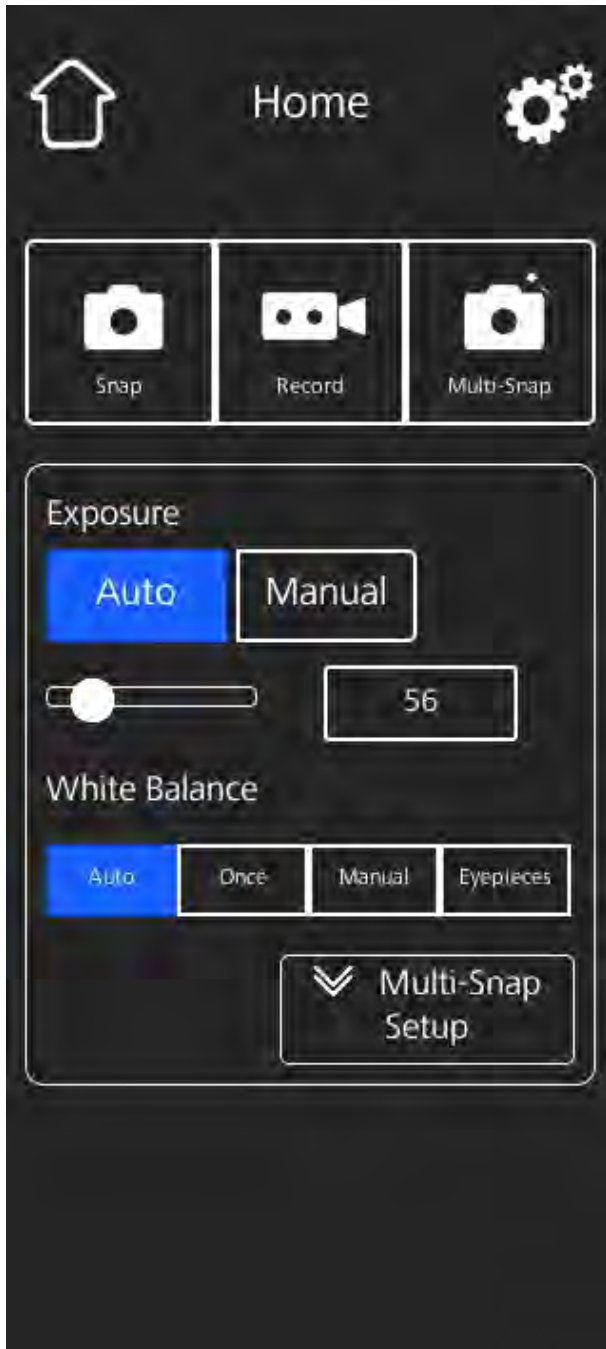 Home
Snap Record Multi-Snap
Exposure
Auto Manual
56
White Balance
Auto Once Manual Eyepieces
Multi-Snap
Setup